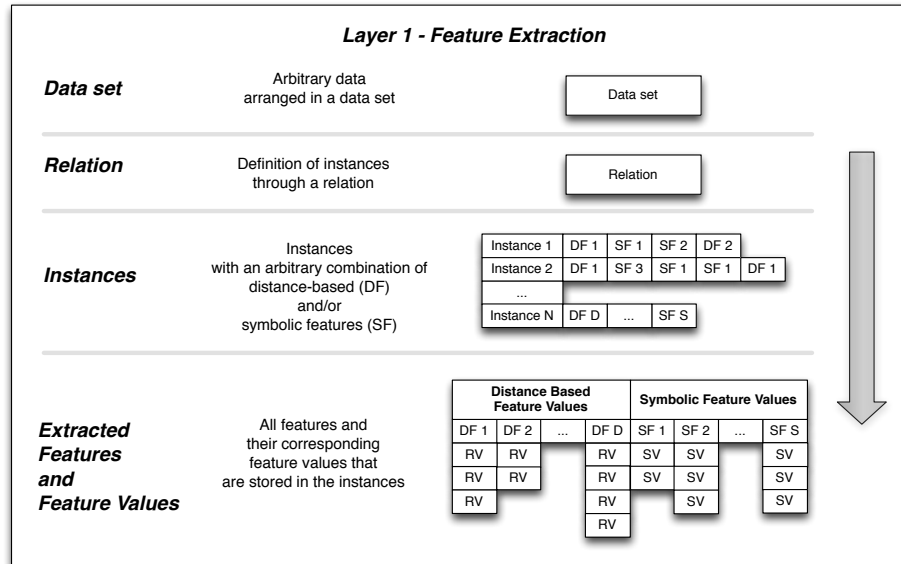 Layer 1 - Feature Extraction
Data set
Arbitrary data
arranged in a data set
Data set
Relation
Definition of instances
through a relation
Relation
Instances
Instances
with an arbitrary combination of
distance-based (DF)
and/or
symbolic features (SF)
Instance 1 DF 1 SF 1 SF 2 DF 2
Instance 2 DF 1 SF 3 SF 1 SF 1 DF 1
...
Instance N DF D ... SF S
Extracted
Features
and
Feature Values
All features and
their corresponding
feature values that
are stored in the instances
Distance Based
Feature Values
Symbolic Feature Values
DF 1 DF 2 ... DF D SF 1 SF 2 ... SF S
RV RV RV SV SV SV
RV RV RV SV SV SV
RV RV SV SV
RV